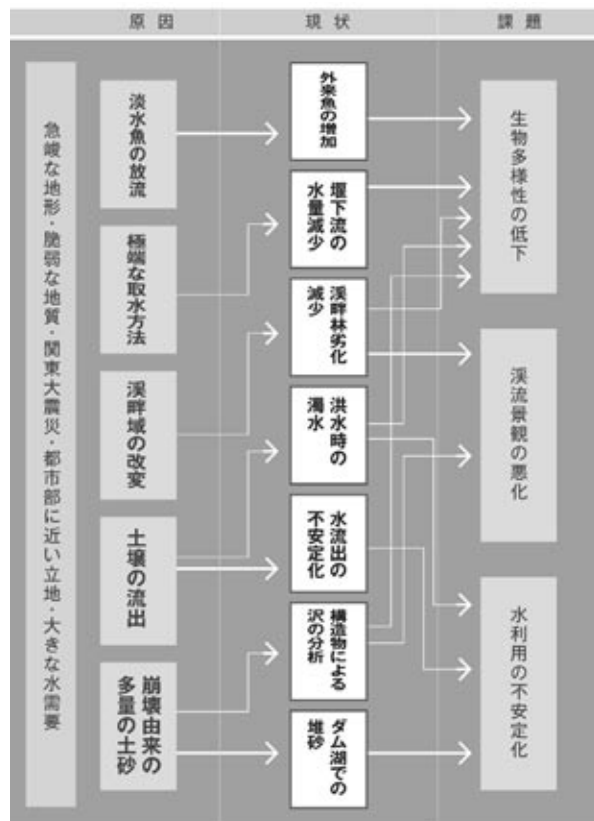 原因
現状
課題
急峻な地形・脆弱な地質・関東大震災・都市部に近い立地・大きな水需要
淡水魚の放流
極端な取水方法
渓畔域の改変
土壌の流出
崩壊由来の
多量の土砂
外来魚の増加
堰下流の
水量減少
渓畔林劣化
減少
洪水時の
濁水
水流出の
不安定化
構造物による
沢の分析
ダム湖での
堆砂
生物多様性の低下
渓流景観の悪化
水利用の不安定化